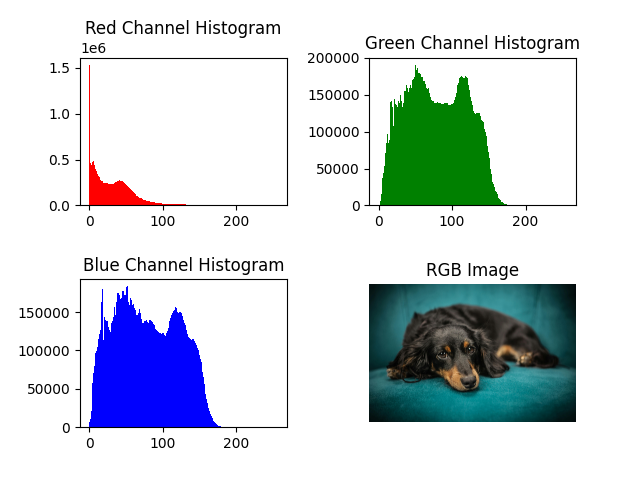 Red Channel Histogram
1e6
1.5
1.0
0.5
0.0
0 100 200
Green Channel Histogram
200000
150000
100000
50000
0
0 100 200
Blue Channel Histogram
150000
100000
50000
0
0 100 200
RGB Image